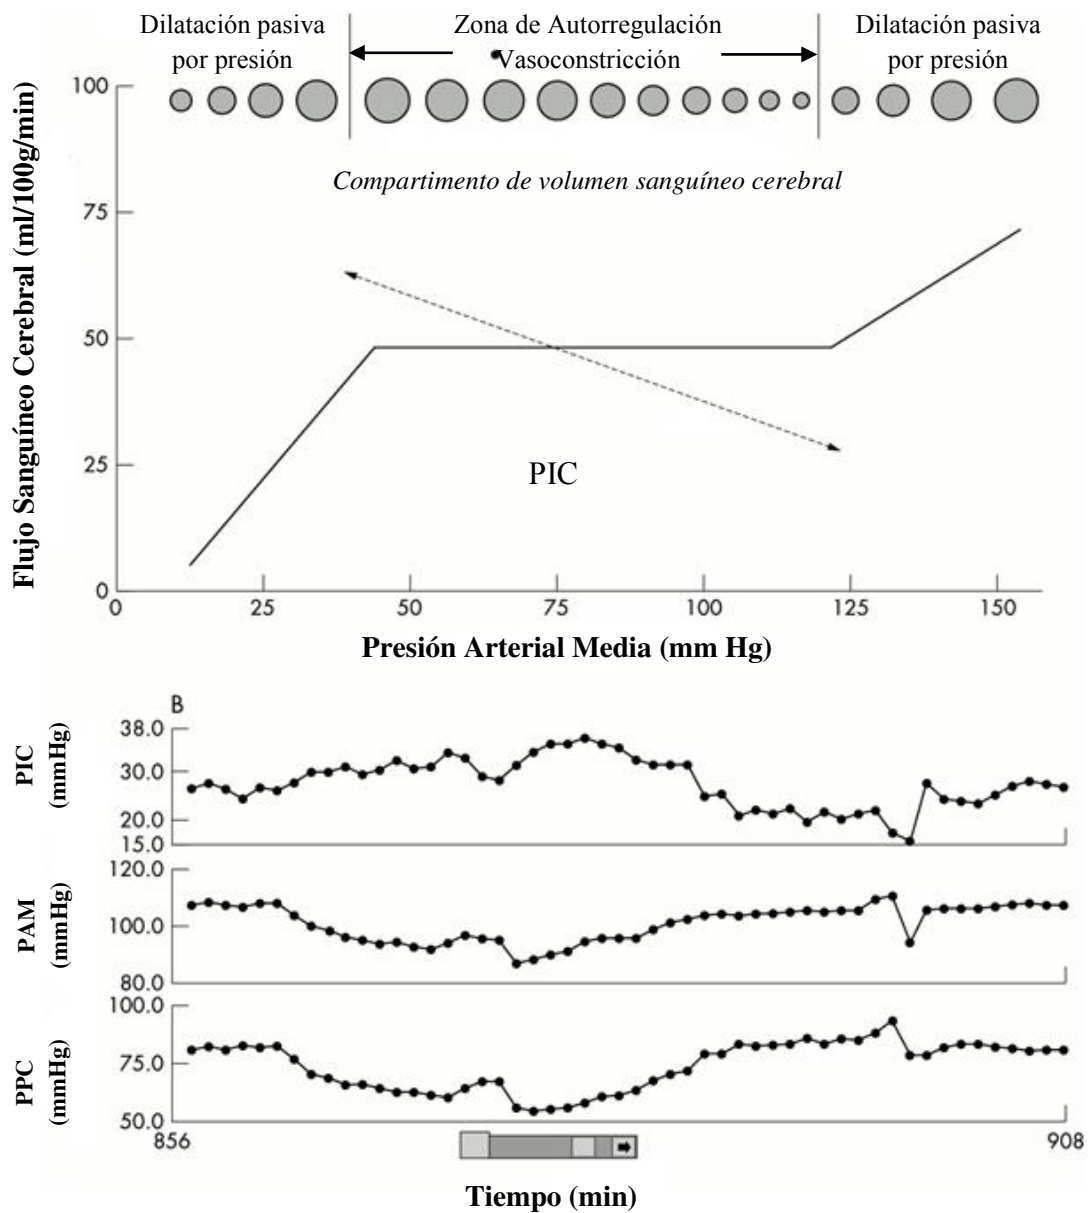 Dilatación pasiva
por presión
Zona de Autorregulación
Vasoconstricción
Dilatación pasiva
por presión
Flujo Sanguíneo Cerebral (ml/100g/min)
100
75
50
25
0
Compartimento de volumen sanguíneo cerebral
PIC
0 25 50 75 100 125 150
Presión Arterial Media (mm Hg)
B
PIC
(mmHg)
38.0
30.0
20.0
15.0
PAM
(mmHg)
120.0
100.0
80.0
PPC
(mmHg)
100.0
75.0
50.0
856 908
Tiempo (min)